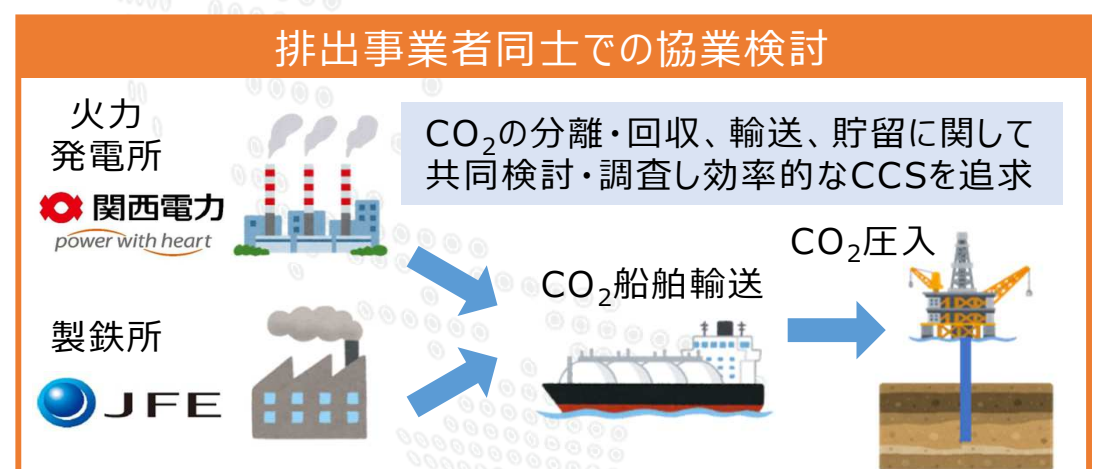 排出事業者同士での協業検討
火力
発電所
関西電力
power with heart
CO₂の分離・回収、輸送、貯留に関して
共同検討・調査し効率的なCCSを追求
CO₂圧入
CO₂船舶輸送
製鉄所
JFE